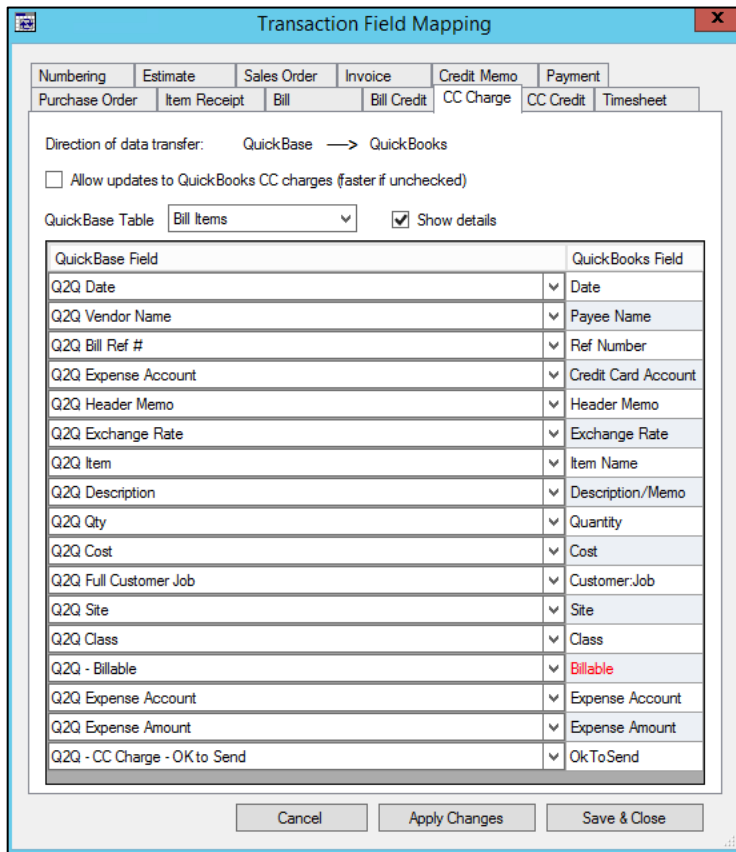 Transaction Field Mapping
x
Numbering Estimate Sales Order Invoice Credit Memo Payment
Purchase Order Item Receipt Bill Bill Credit CC Charge CC Credit Timesheet
Direction of data transfer: QuickBase —> QuickBooks
Allow updates to QuickBooks CC charges (faster if unchecked)
QuickBase Table Bill Items Show details
QuickBase Field QuickBooks Field
Q2Q Date Date
Q2Q Vendor Name Payee Name
Q2Q Bill Ref # Ref Number
Q2Q Expense Account Credit Card Account
Q2Q Header Memo Header Memo
Q2Q Exchange Rate Exchange Rate
Q2Q Item Item Name
Q2Q Description Description/Memo
Q2Q Qty Quantity
Q2Q Cost Cost
Q2Q Full Customer Job Customer:Job
Q2Q Site Site
Q2Q Class Class
Q2Q - Billable Billable
Q2Q Expense Account Expense Account
Q2Q Expense Amount Expense Amount
Q2Q - CC Charge - OK to Send OkToSend
Cancel Apply Changes Save & Close